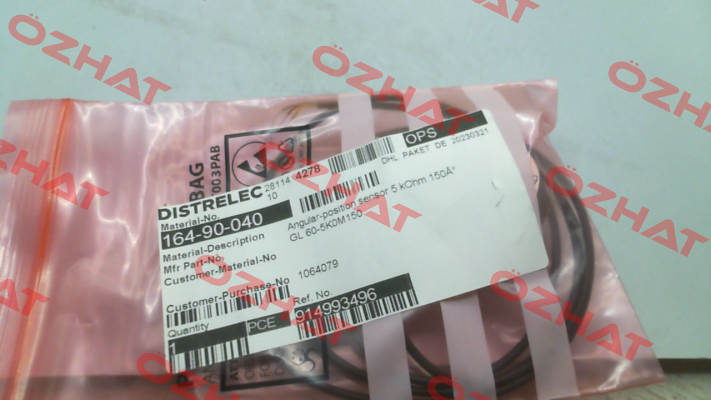 ÖZHAT
ÖZHAT
ÖZHAT
ÖZHAT
BAG
003PAB
DISTRELEC
28114 4278
10
OPS
DHL PAKET DE 20230321
Material-No.
164-90-040
Material-Description
Angular-position sensor 5 kOhm 150Â°
Mfr Part-No.
GL 60-5K0M150
Customer-Material-No
Customer-Purchase-No 1064079
Quantity
1
PCE
Ref. No.
914993496
ÖZHAT
ÖZHAT
ÖZHAT
ÖZHAT